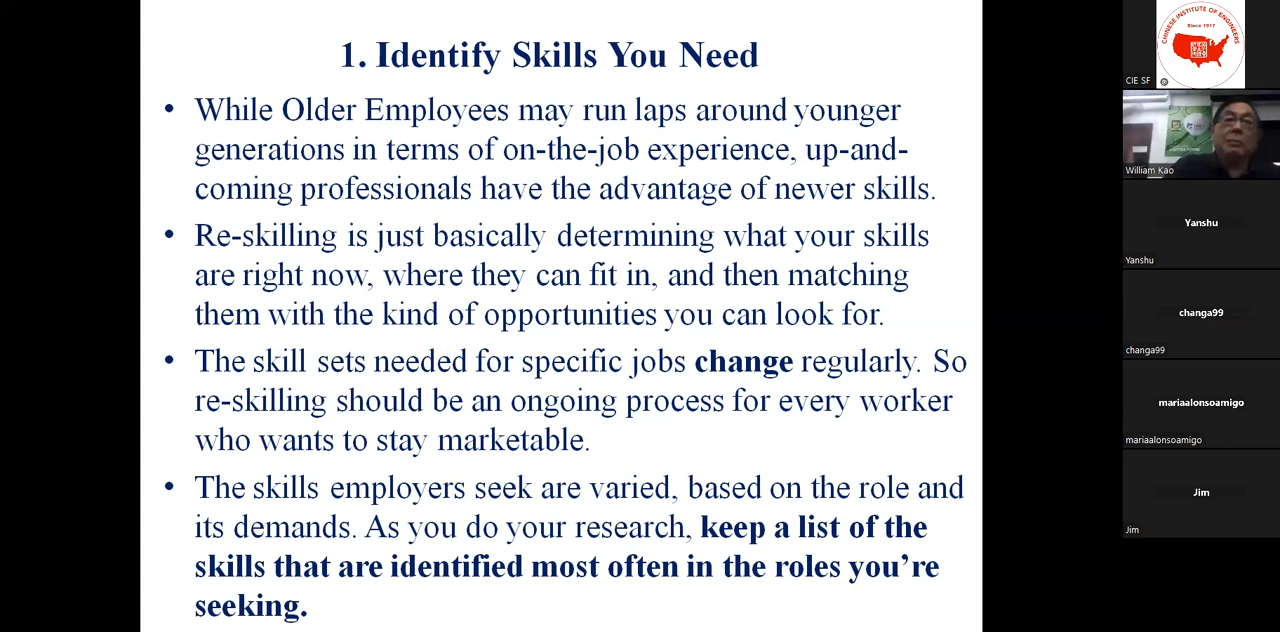 1. Identify Skills You Need
• While Older Employees may run laps around younger
generations in terms of on-the-job experience, up-and-
coming professionals have the advantage of newer skills.
• Re-skilling is just basically determining what your skills
are right now, where they can fit in, and then matching
them with the kind of opportunities you can look for.
• The skill sets needed for specific jobs change regularly. So
re-skilling should be an ongoing process for every worker
who wants to stay marketable.
• The skills employers seek are varied, based on the role and
its demands. As you do your research, keep a list of the
skills that are identified most often in the roles you’re
seeking.
CHINESE INSTITUTE OF ENGINEERS
Since 1917
CIE SF
William Kao
Yanshu
Yanshu
changa99
changa99
mariaalonsoamigo
mariaalonsoamigo
Jim
Jim